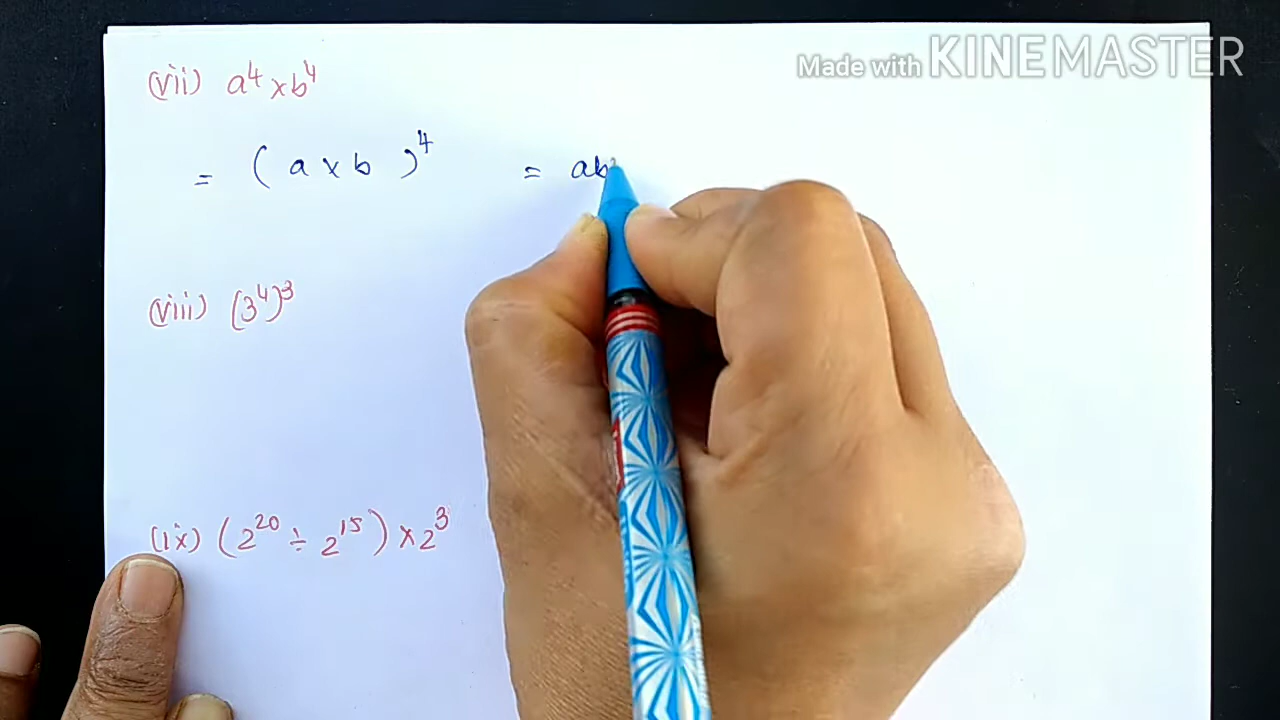 Made with KINEMASTER
(vii) a⁴ × b⁴
= ( a × b )⁴ = ab
(viii) (3⁴)³
(ix) (2²⁰ ÷ 2¹⁵) × 2³